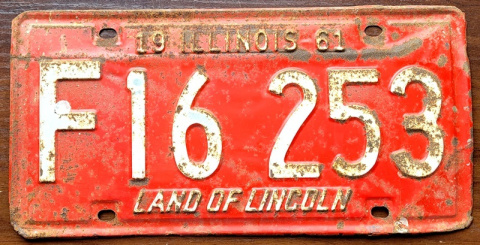 19 ILLINOIS 61
F16 253
LAND OF LINCOLN